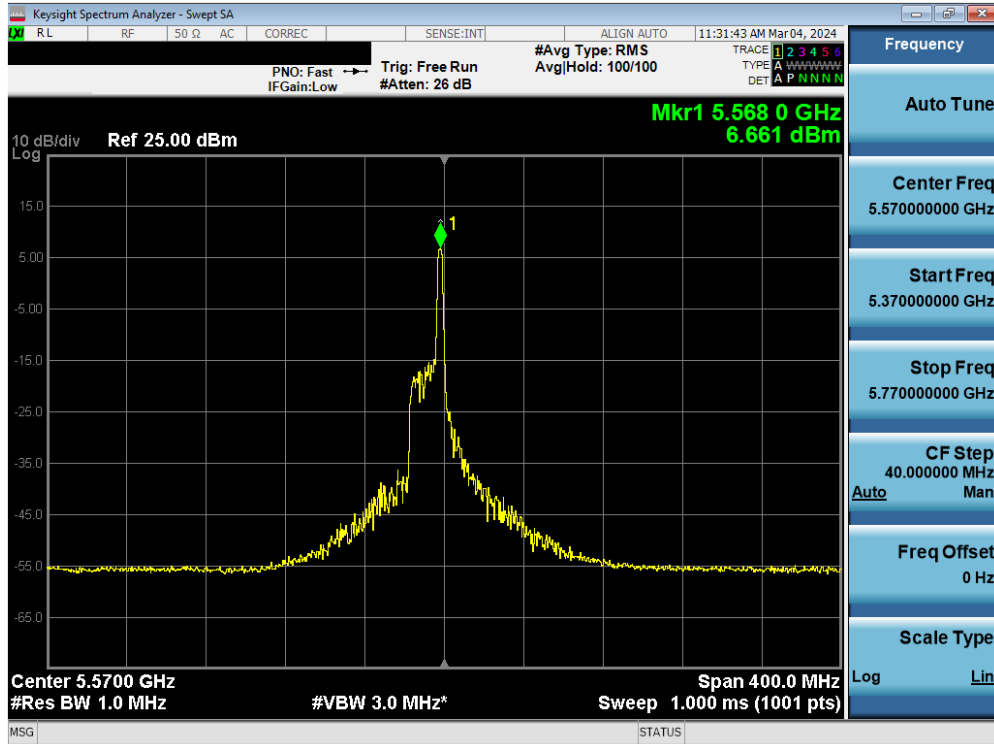 Keysight Spectrum Analyzer - Swept SA
LXI RL RF 50 Ω AC CORREC SENSE:INT ALIGN AUTO 11:31:43 AM Mar 04, 2024
PNO: Fast
IFGain:Low
Trig: Free Run
#Atten: 26 dB
#Avg Type: RMS
Avg|Hold: 100/100
TRACE 1 2 3 4 5 6
TYPE A WWWWW
DET A P N N N N
Mkr1 5.568 0 GHz
6.661 dBm
10 dB/div Ref 25.00 dBm
Log
15.0
5.00
-5.00
-15.0
-25.0
-35.0
-45.0
-55.0
-65.0
1
Center 5.5700 GHz Span 400.0 MHz
#Res BW 1.0 MHz #VBW 3.0 MHz* Sweep 1.000 ms (1001 pts)
MSG STATUS
Frequency
Auto Tune
Center Freq
5.570000000 GHz
Start Freq
5.370000000 GHz
Stop Freq
5.770000000 GHz
CF Step
40.000000 MHz
Auto Man
Freq Offset
0 Hz
Scale Type
Log Lin